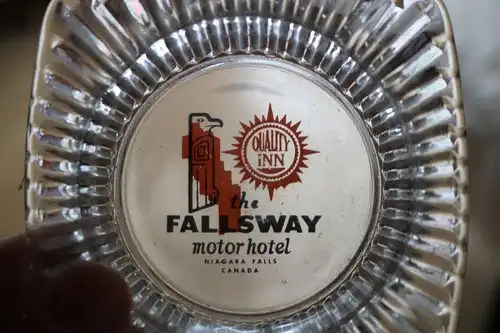 QUALITY
INN
the
FALLSWAY
motor hotel
NIAGARA FALLS
CANADA